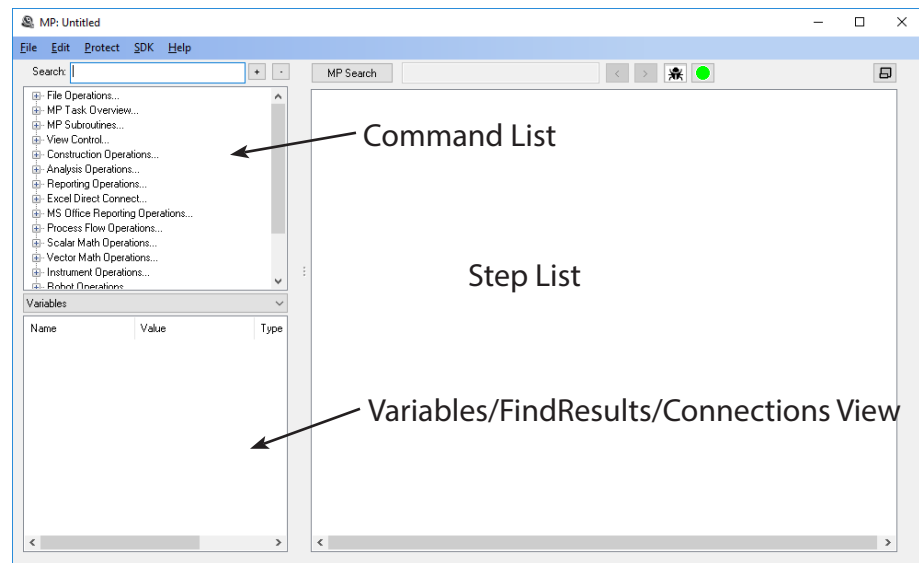 MP: Untitled
File Edit Protect SDK Help
Search: + - MP Search < >
File Operations...
MP Task Overview...
MP Subroutines...
View Control...
Construction Operations...
Analysis Operations...
Reporting Operations...
Excel Direct Connect...
MS Office Reporting Operations...
Process Flow Operations...
Scalar Math Operations...
Vector Math Operations...
Instrument Operations...
Robot Operations
Command List
Step List
Variables
Name Value Type
Variables/FindResults/Connections View